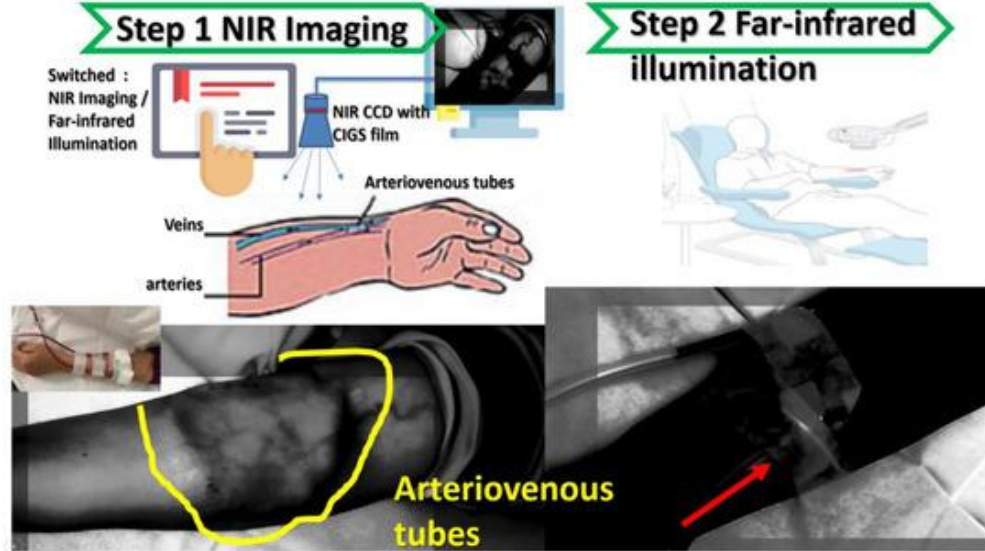 Step 1 NIR Imaging
Switched :
NIR Imaging /
Far-infrared
Illumination
NIR CCD with
CIGS film
Arteriovenous tubes
Veins
arteries
Step 2 Far-infrared
illumination
Arteriovenous
tubes